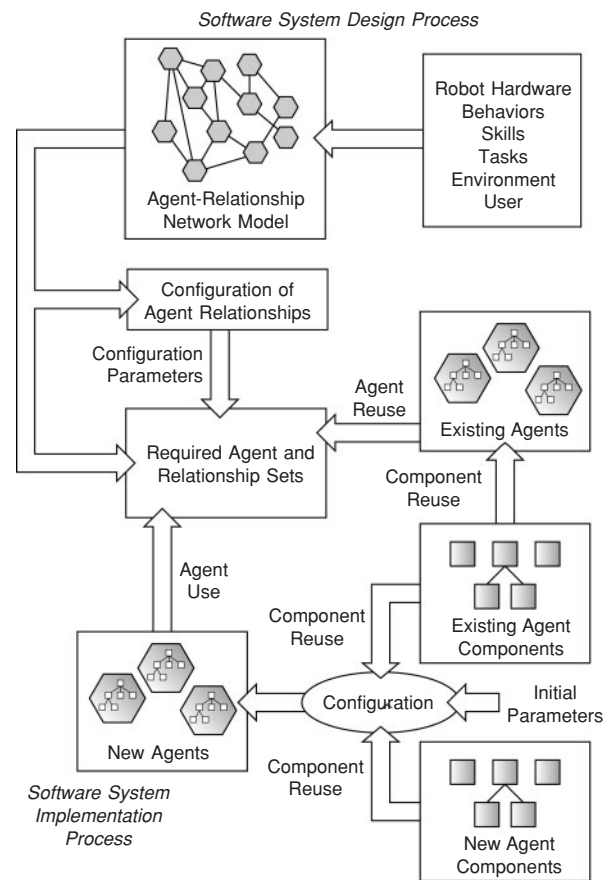 Software System Design Process
Robot Hardware
Behaviors
Skills
Tasks
Environment
User
Agent-Relationship
Network Model
Configuration of
Agent Relationships
Configuration
Parameters
Agent
Reuse
Existing Agents
Required Agent and
Relationship Sets
Component
Reuse
Agent
Use
Component
Reuse
Existing Agent
Components
New Agents
Configuration
Initial
Parameters
Component
Reuse
Software System
Implementation
Process
New Agent
Components